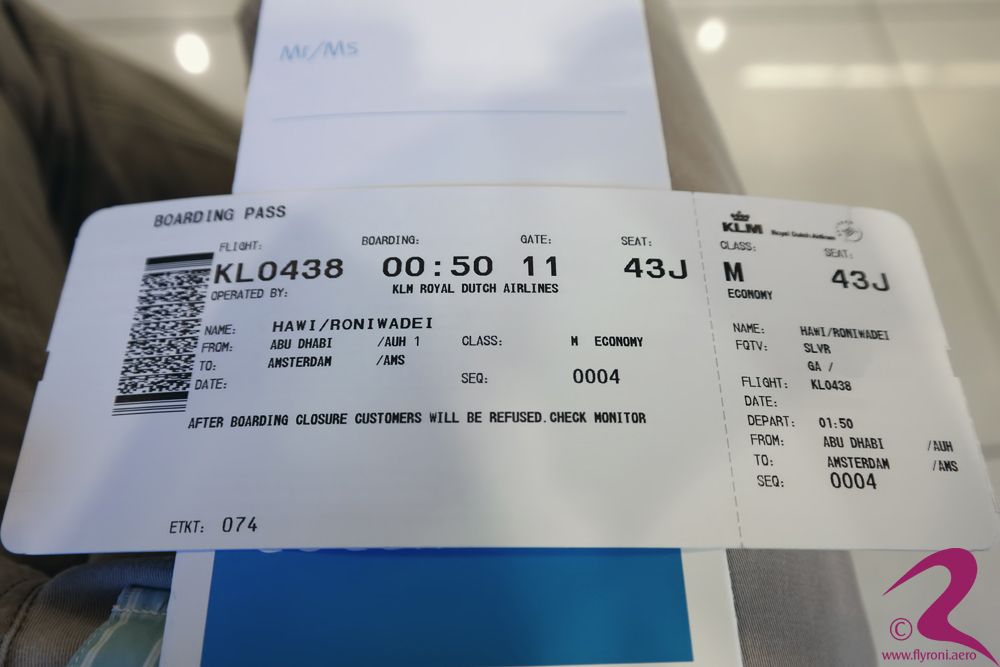 Mr/Ms
BOARDING PASS
FLIGHT: BOARDING: GATE: SEAT:
KL0438 00:50 11 43J
OPERATED BY: KLM ROYAL DUTCH AIRLINES
NAME: HAWI/RONIWADEI
FROM: ABU DHABI /AUH 1 CLASS: M ECONOMY
TO: AMSTERDAM /AMS
DATE: SEQ: 0004
AFTER BOARDING CLOSURE CUSTOMERS WILL BE REFUSED.CHECK MONITOR
ETKT: 074
KLM Royal Dutch Airlines
CLASS: SEAT:
M 43J
ECONOMY
NAME: HAWI/RONIWADEI
FQTV: SLVR
GA /
FLIGHT: KL0438
DATE:
DEPART: 01:50
FROM: ABU DHABI /AUH
TO: AMSTERDAM /AMS
SEQ: 0004
©
www.flyroni.aero